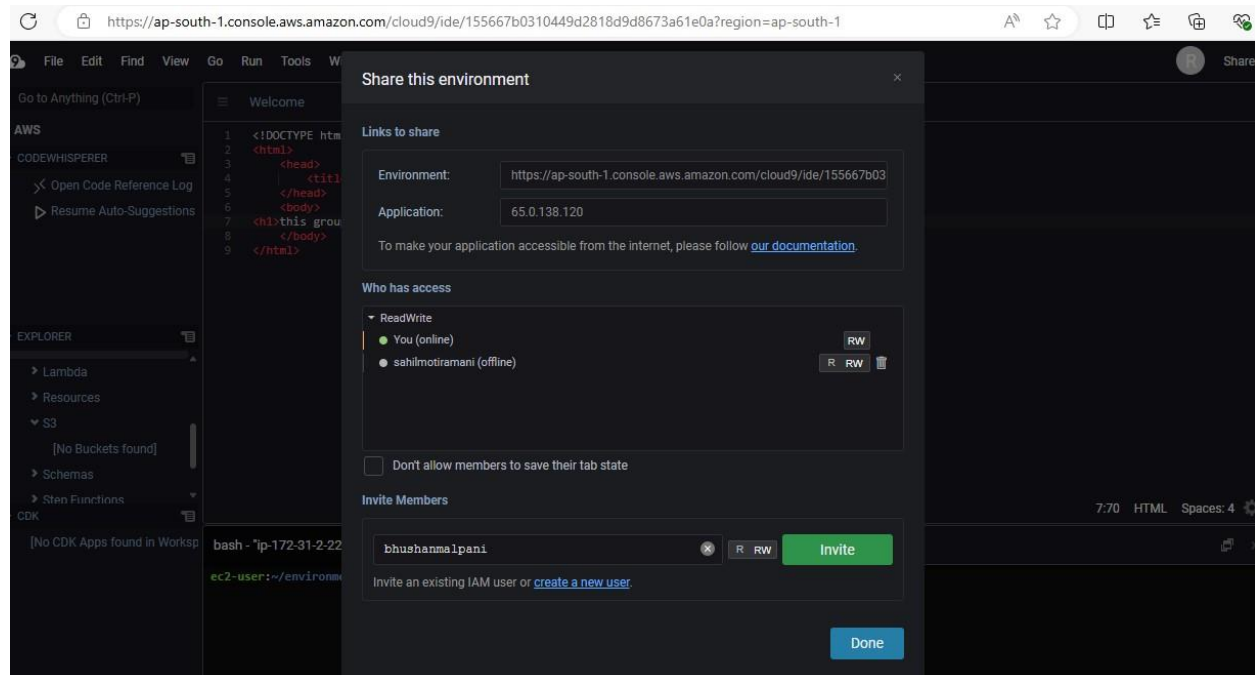 https://ap-south-1.console.aws.amazon.com/cloud9/ide/155667b0310449d2818d9d8673a61e0a?region=ap-south-1
File Edit Find View Go Run Tools W
R Share
Go to Anything (Ctrl-P)
Welcome
AWS
CODEWHISPERER
Open Code Reference Log
Resume Auto-Suggestions
1 <!DOCTYPE htm
2 <html>
3 <head>
4 <titl
5 </head>
6 <body>
7 <h1>this grou
8 </body>
9 </html>
EXPLORER
Lambda
Resources
S3
[No Buckets found]
Schemas
Step Functions
CDK
[No CDK Apps found in Worksp
Share this environment
Links to share
Environment: https://ap-south-1.console.aws.amazon.com/cloud9/ide/155667b03
Application: 65.0.138.120
To make your application accessible from the internet, please follow our documentation.
Who has access
ReadWrite
You (online) RW
sahilmotiramani (offline) R RW
Don't allow members to save their tab state
Invite Members
bhushanmalpani R RW Invite
Invite an existing IAM user or create a new user.
Done
7:70 HTML Spaces: 4
bash - "ip-172-31-2-22
ec2-user:~/environme